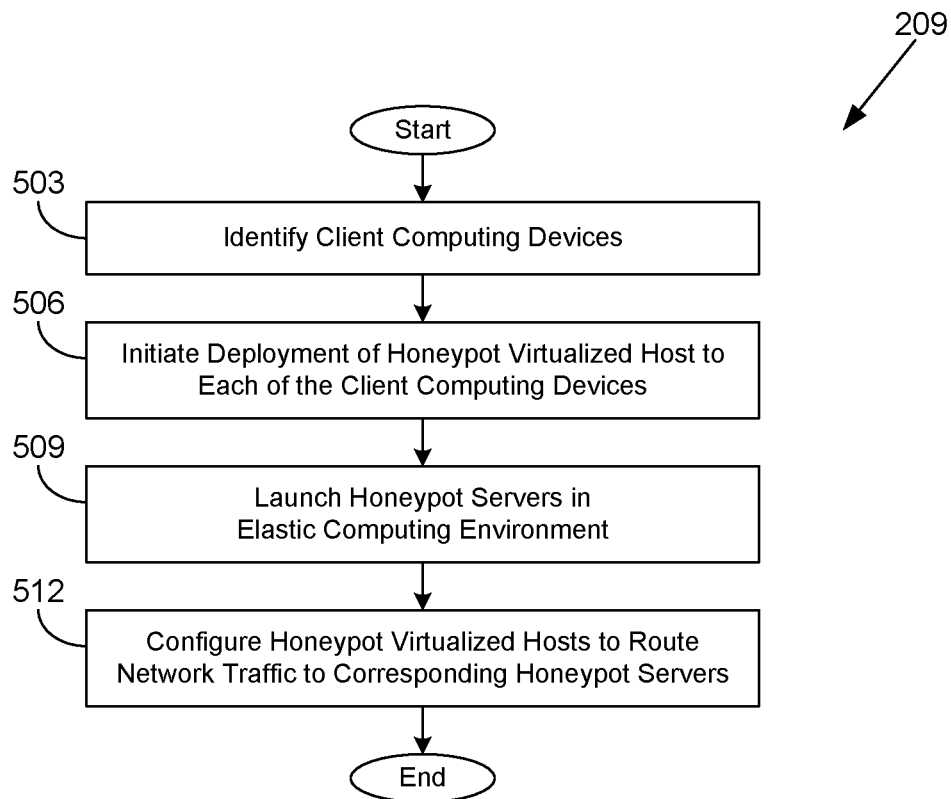 209
Start
503
Identify Client Computing Devices
506
Initiate Deployment of Honeypot Virtualized Host to
Each of the Client Computing Devices
509
Launch Honeypot Servers in
Elastic Computing Environment
512
Configure Honeypot Virtualized Hosts to Route
Network Traffic to Corresponding Honeypot Servers
End